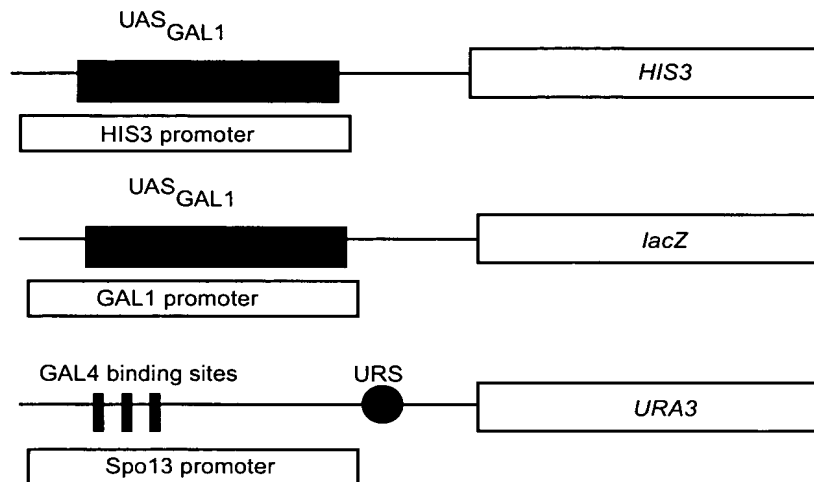 UAS GAL1
HIS3
HIS3 promoter
UAS GAL1
lacZ
GAL1 promoter
GAL4 binding sites
URS
URA3
Spo13 promoter